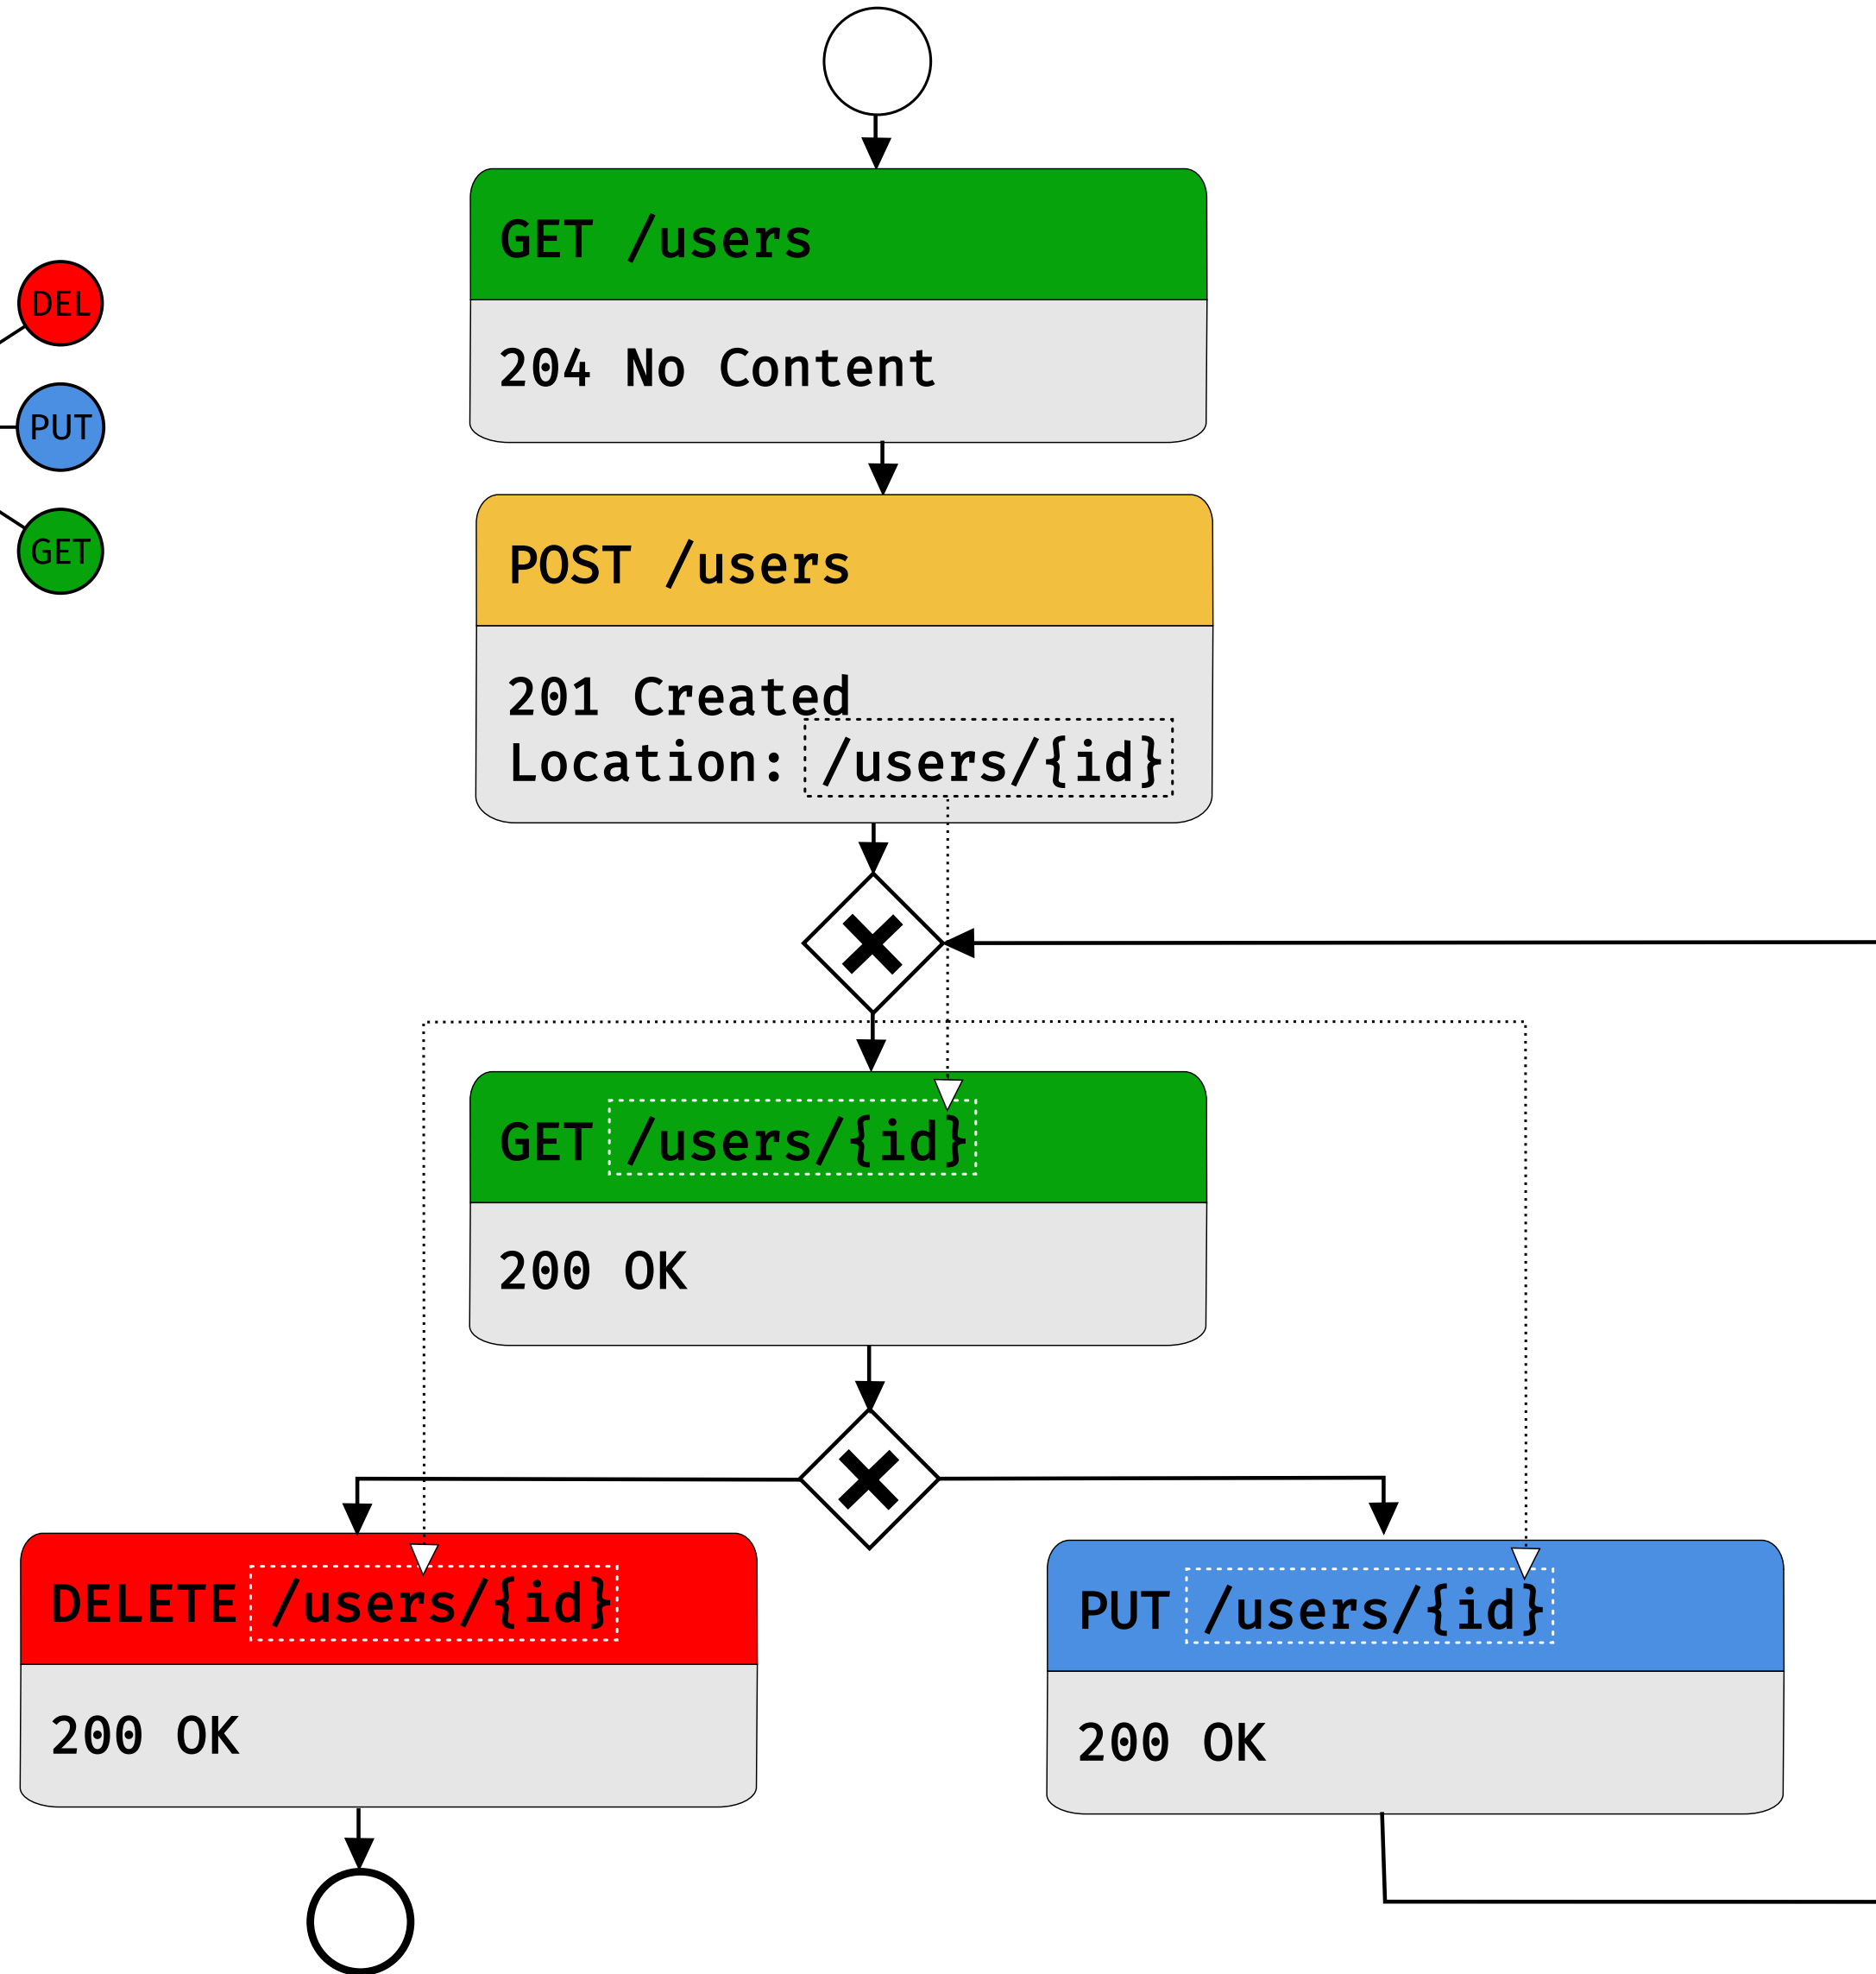 DEL
PUT
GET
GET /users
204 No Content
POST /users
201 Created
Location: /users/{id}
GET /users/{id}
200 OK
DELETE /users/{id}
200 OK
PUT /users/{id}
200 OK